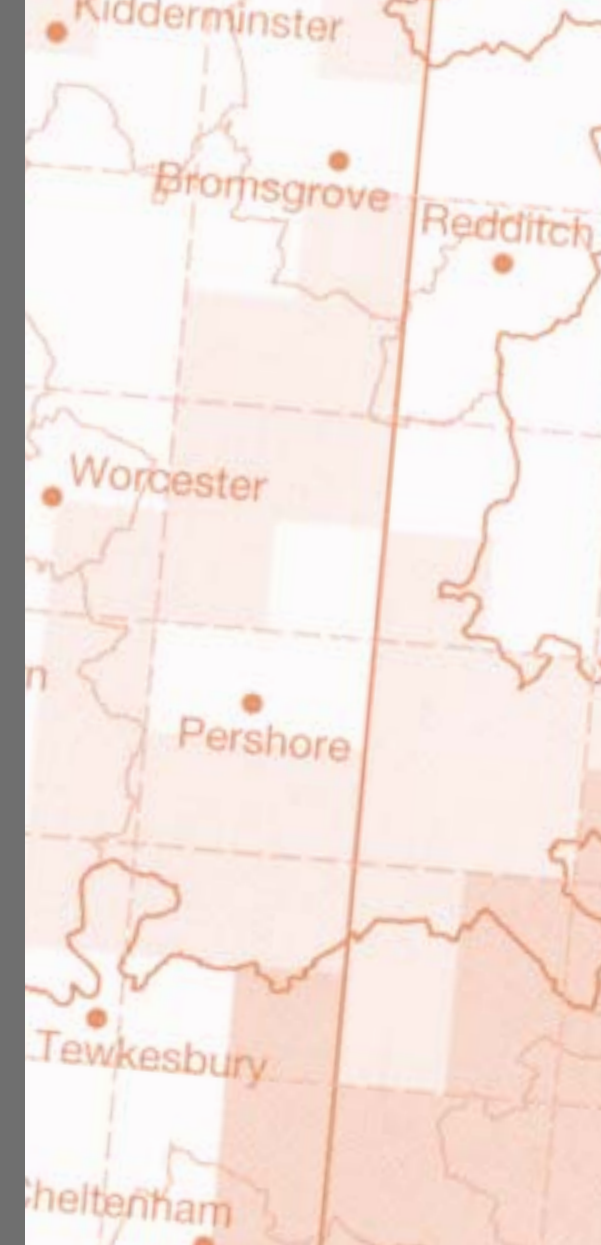 Kidderminster
Bromsgrove
Redditch
Worcester
n
Pershore
Tewkesbury
heltenham